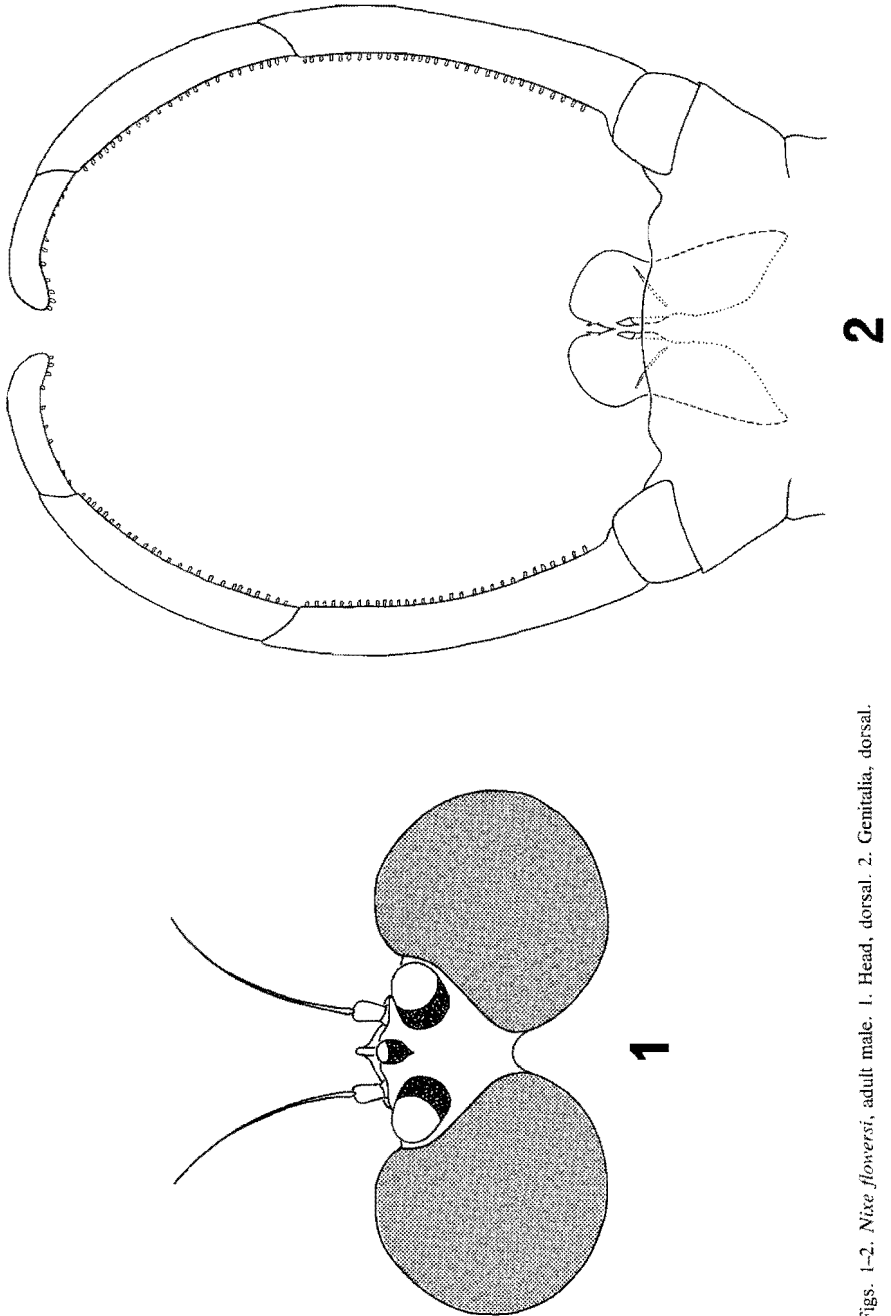 1
2
Figs. 1–2. Nixe flowersi, adult male. 1. Head, dorsal. 2. Genitalia, dorsal.